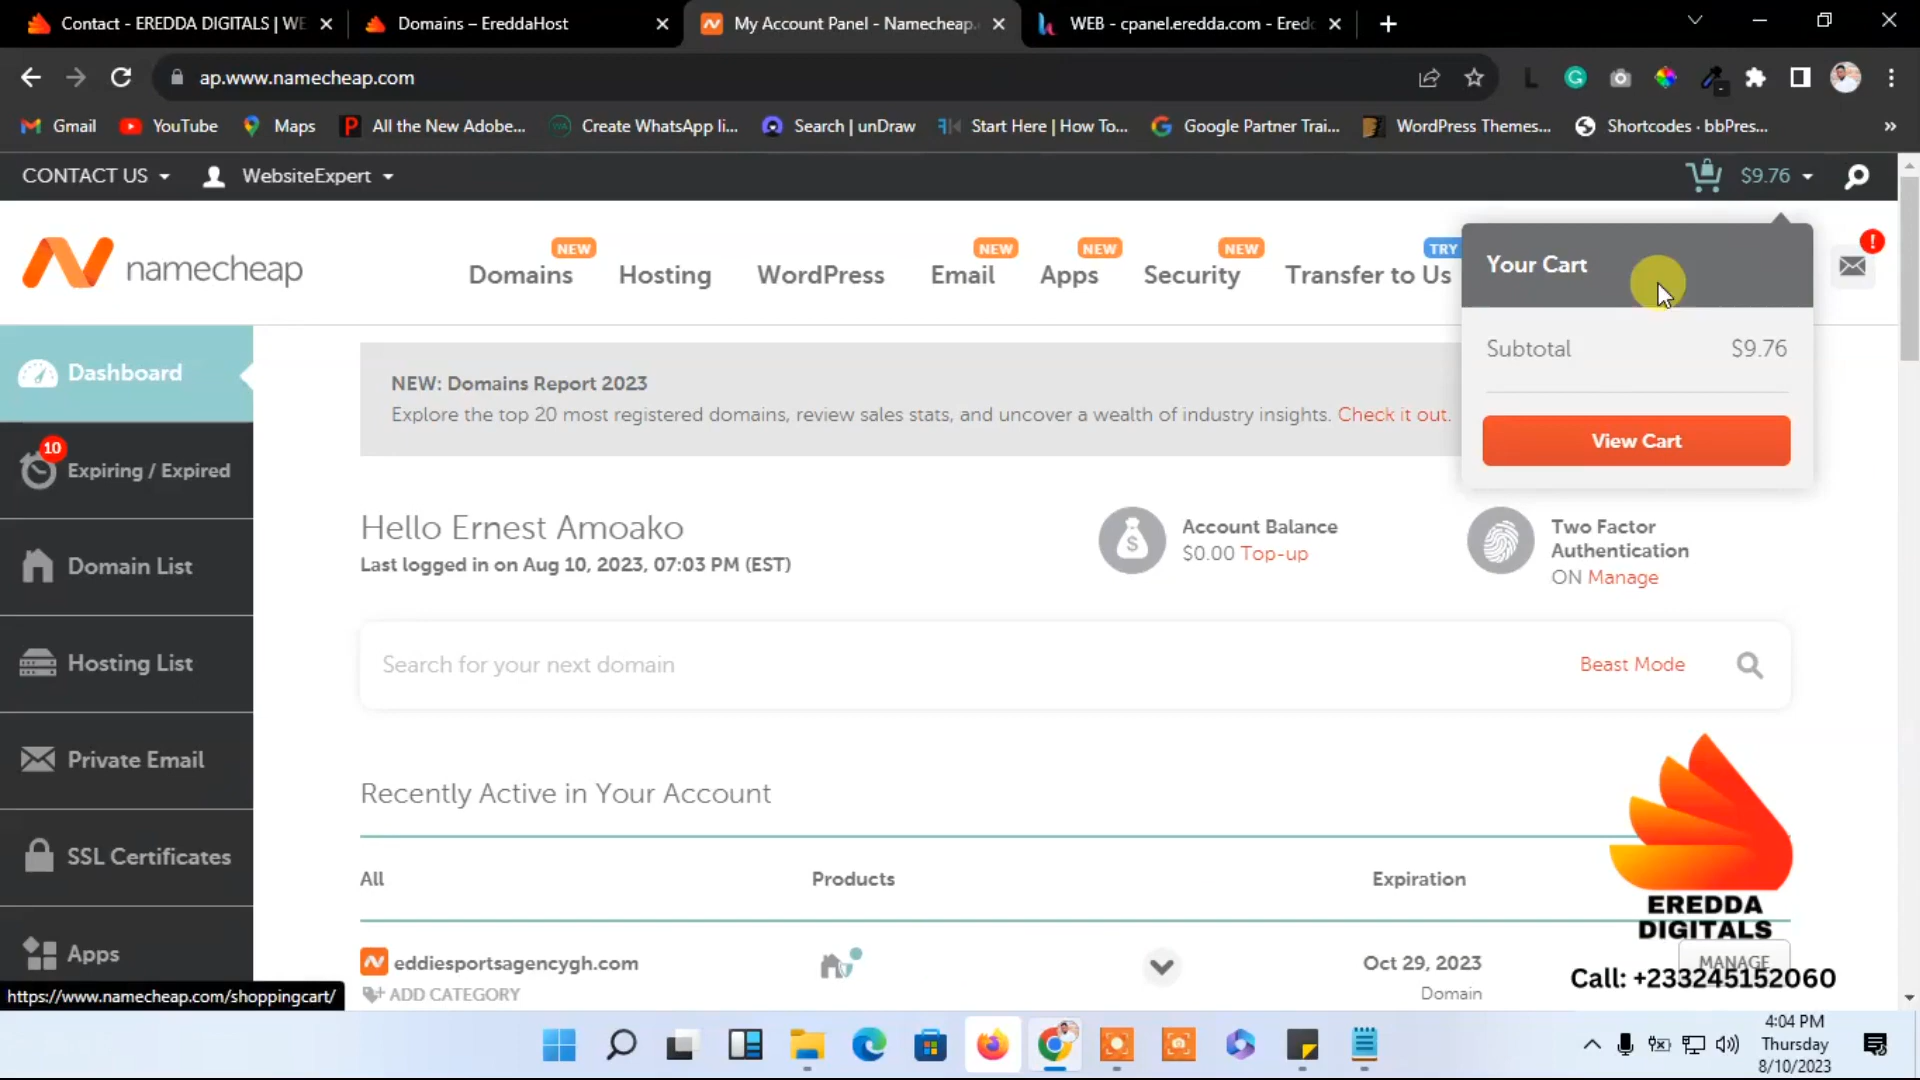 Contact - EREDDA DIGITALS | WE
Domains – EreddaHost
My Account Panel - Namecheap.
WEB - cpanel.eredda.com - Eredd
ap.www.namecheap.com
Gmail
YouTube
Maps
All the New Adobe...
Create WhatsApp li...
Search | unDraw
Start Here | How To...
Google Partner Trai...
WordPress Themes...
Shortcodes · bbPres...
CONTACT US
WebsiteExpert
$9.76
namecheap
NEW
Domains
Hosting
WordPress
NEW
Email
NEW
Apps
NEW
Security
TRY
Transfer to Us
Your Cart
Subtotal $9.76
View Cart
Dashboard
10
Expiring / Expired
Domain List
Hosting List
Private Email
SSL Certificates
Apps
NEW: Domains Report 2023
Explore the top 20 most registered domains, review sales stats, and uncover a wealth of industry insights. Check it out.
Hello Ernest Amoako
Last logged in on Aug 10, 2023, 07:03 PM (EST)
Account Balance
$0.00 Top-up
Two Factor
Authentication
ON Manage
Search for your next domain
Beast Mode
Recently Active in Your Account
All Products Expiration
eddiesportsagencygh.com
ADD CATEGORY
Oct 29, 2023
Domain
MANAGE
EREDDA
DIGITALS
Call: +233245152060
https://www.namecheap.com/shoppingcart/
4:04 PM
Thursday
8/10/2023